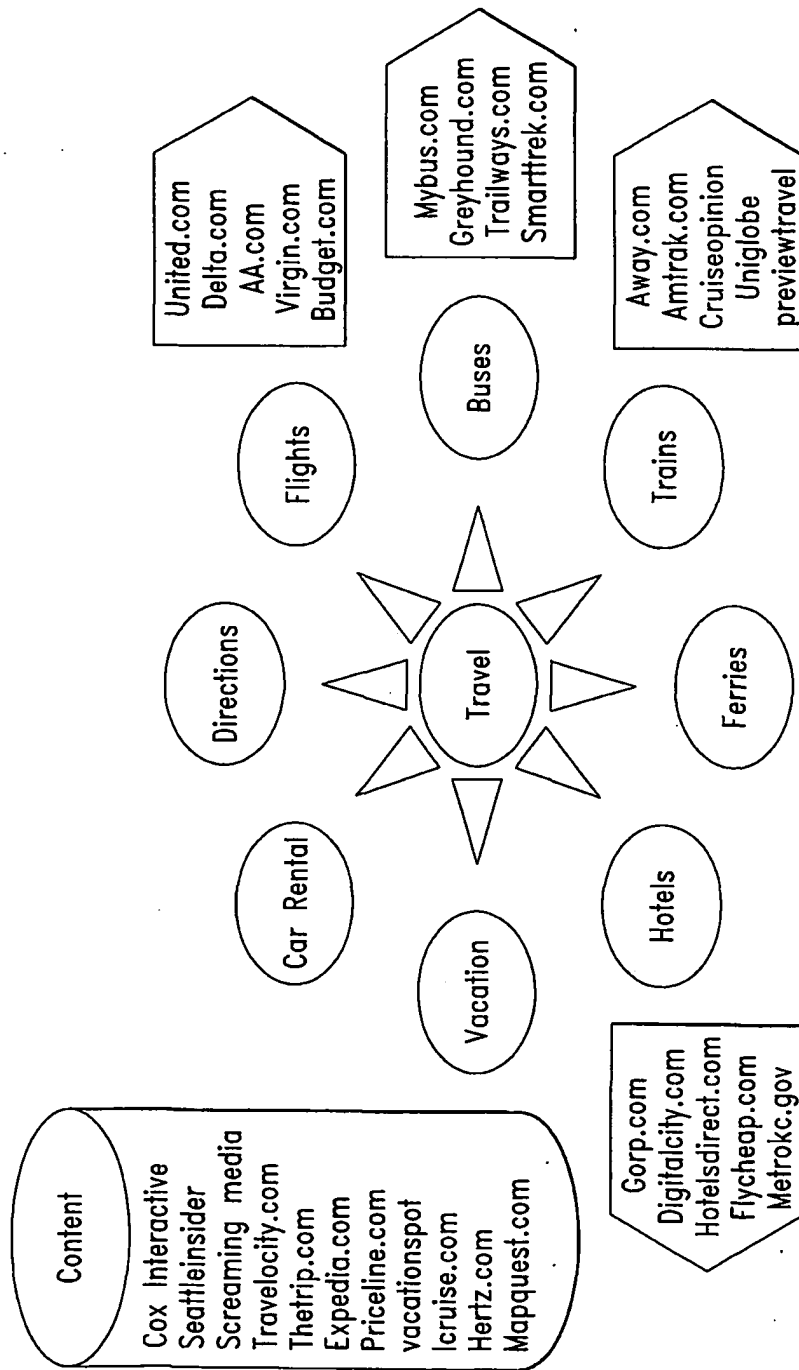 Content
Cox Interactive
Seattleinsider
Screaming media
Travelocity.com
Thetrip.com
Expedia.com
Priceline.com
vacationspot
Icruise.com
Hertz.com
Mapquest.com
Car Rental
Directions
Flights
Vacation
Travel
Buses
Hotels
Ferries
Trains
United.com
Delta.com
AA.com
Virgin.com
Budget.com
Mybus.com
Greyhound.com
Trailways.com
Smarttrek.com
Gorp.com
Digitalcity.com
Hotelsdirect.com
Flycheap.com
Metrokc.gov
Away.com
Amtrak.com
Cruiseopinion
Uniglobe
previewtravel